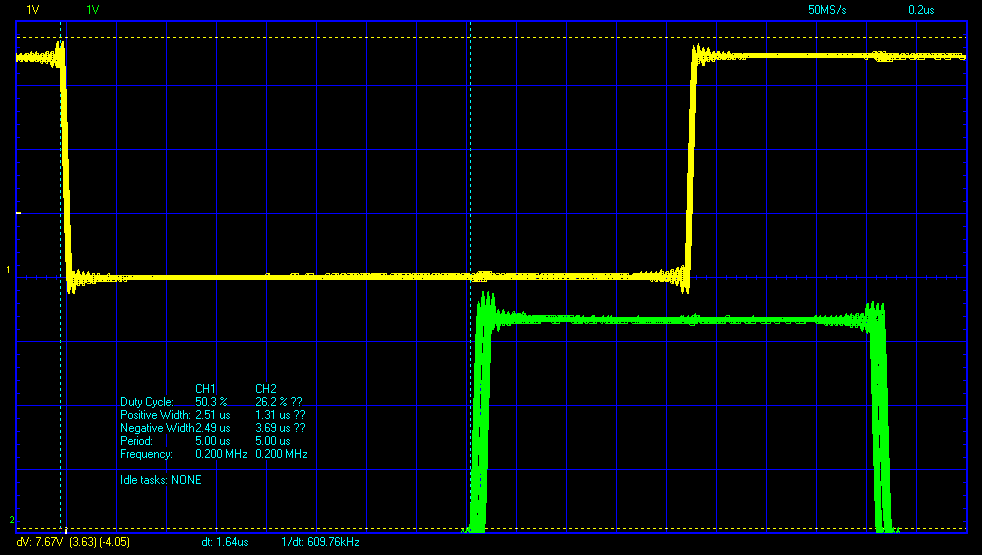 1V 1V 50MS/s 0.2us
1
CH1 CH2
Duty Cycle: 50.3 % 26.2 % ??
Positive Width: 2.51 us 1.31 us ??
Negative Width 2.49 us 3.69 us ??
Period: 5.00 us 5.00 us
Frequency: 0.200 MHz 0.200 MHz
Idle tasks: NONE
2
dV: 7.67V (3.63) (-4.05) dt: 1.64us 1/dt: 609.76kHz